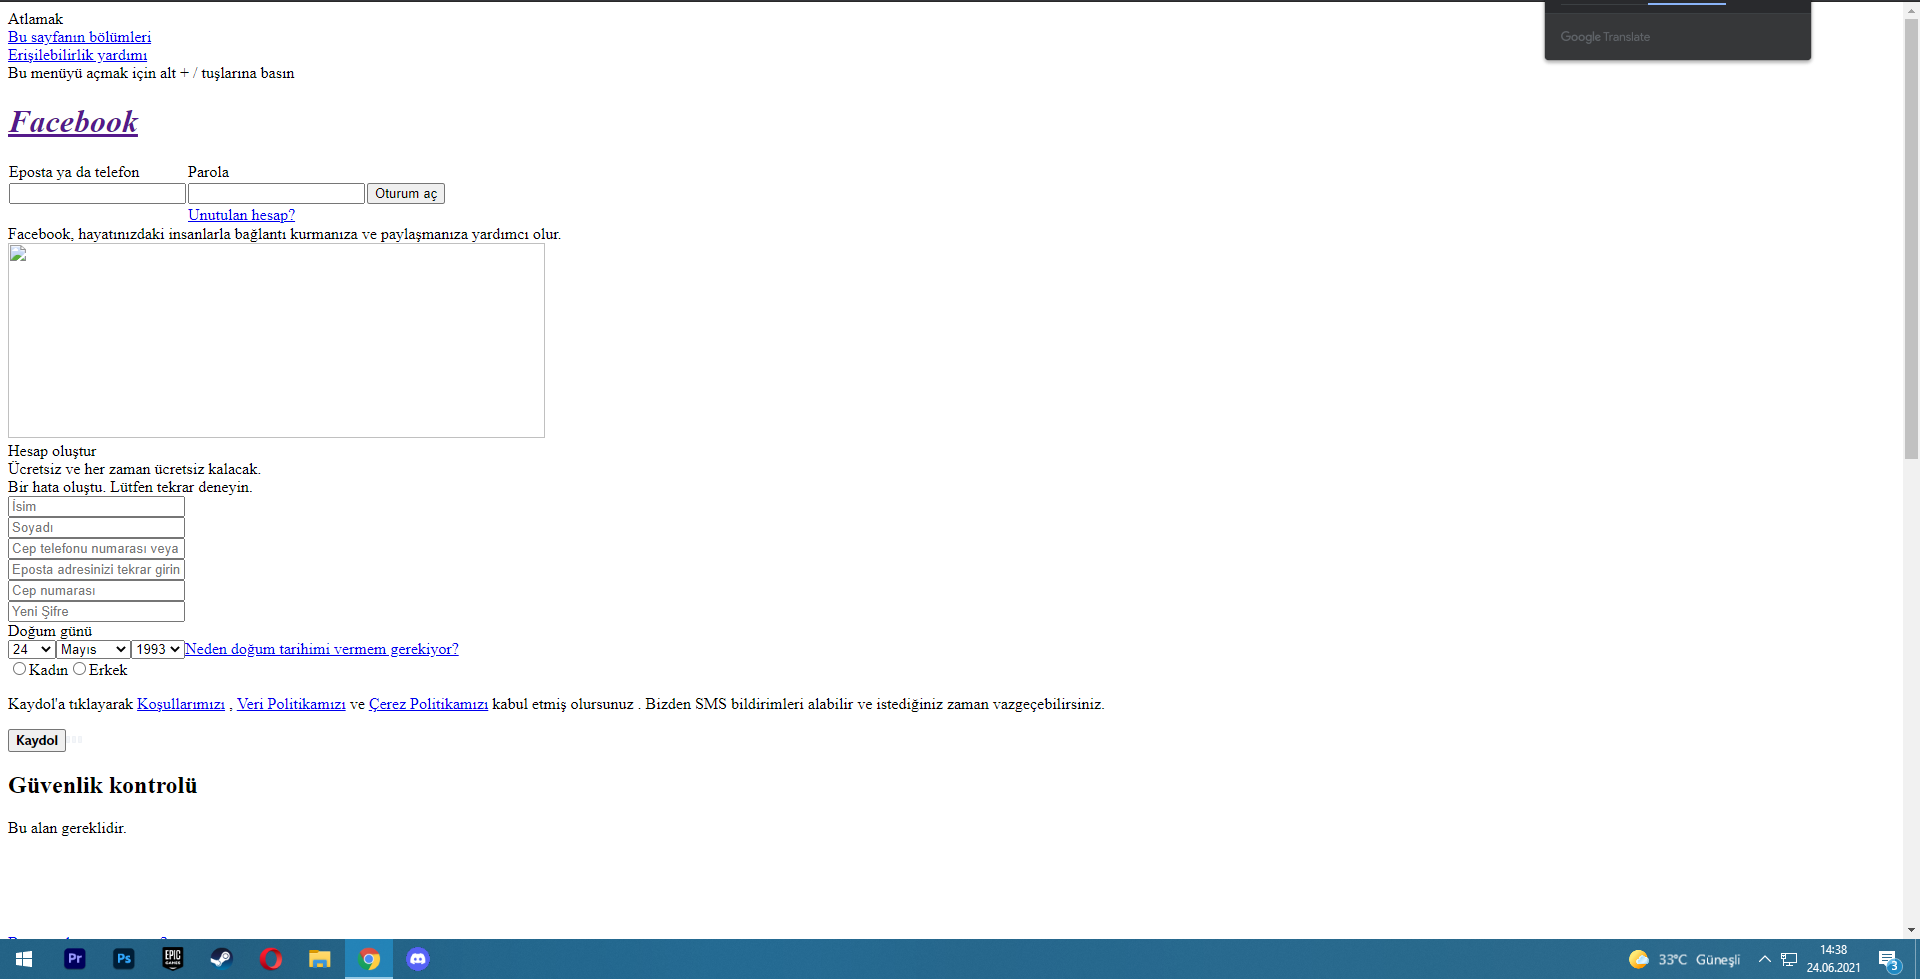 Atlamak
Bu sayfanın bölümleri
Erişilebilirlik yardımı
Bu menüyü açmak için alt + / tuşlarına basın
Google Translate
Facebook
Eposta ya da telefon Parola
Oturum aç
Unutulan hesap?
Facebook, hayatınızdaki insanlarla bağlantı kurmanıza ve paylaşmanıza yardımcı olur.
Hesap oluştur
Ücretsiz ve her zaman ücretsiz kalacak.
Bir hata oluştu. Lütfen tekrar deneyin.
İsim
Soyadı
Cep telefonu numarası veya
Eposta adresinizi tekrar girin
Cep numarası
Yeni Şifre
Doğum günü
24 Mayıs 1993 Neden doğum tarihimi vermem gerekiyor?
Kadın Erkek
Kaydol'a tıklayarak Koşullarımızı , Veri Politikamızı ve Çerez Politikamızı kabul etmiş olursunuz . Bizden SMS bildirimleri alabilir ve istediğiniz zaman vazgeçebilirsiniz.
Kaydol
Güvenlik kontrolü
Bu alan gereklidir.
Pr Ps EPIC GAMES 33°C Güneşli 14:38
24.06.2021 3